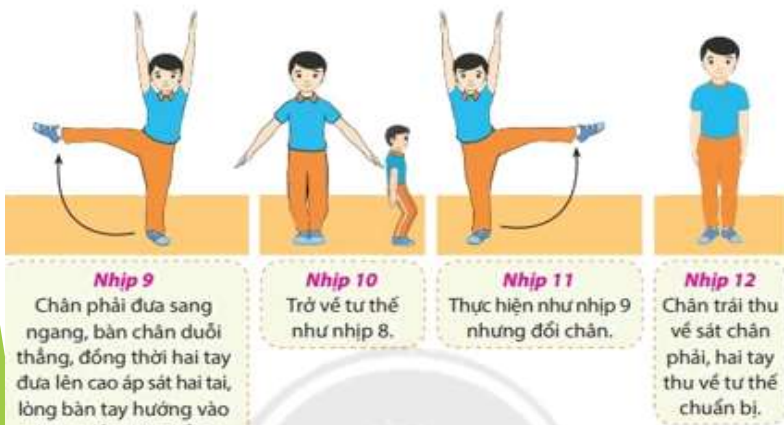 Nhịp 9
Chân phải đưa sang
ngang, bàn chân duỗi
thẳng, đồng thời hai tay
đưa lên cao áp sát hai tai,
lòng bàn tay hướng vào
Nhịp 10
Trở về tư thế
như nhịp 8.
Nhịp 11
Thực hiện như nhịp 9
nhưng đổi chân.
Nhịp 12
Chân trái thu
về sát chân
phải, hai tay
thu về tư thế
chuẩn bị.